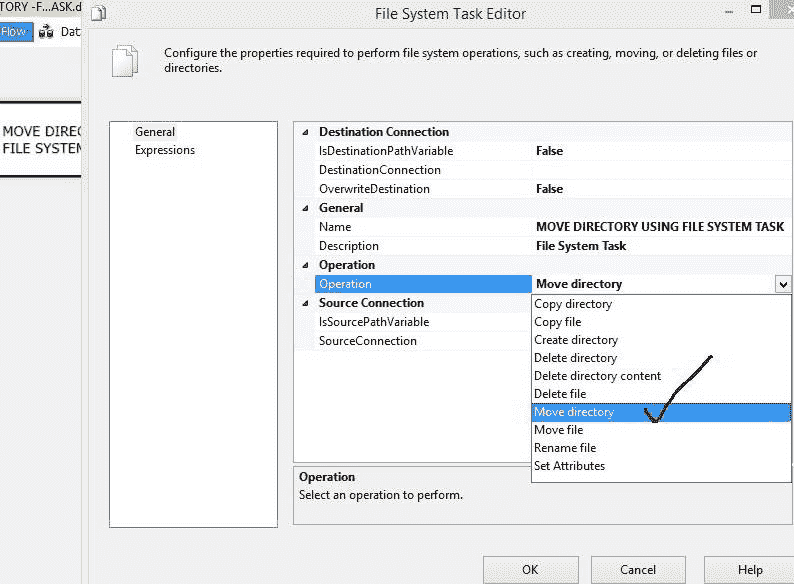 TORY -F...ASK.d
File System Task Editor
Flow
Dat
Configure the properties required to perform file system operations, such as creating, moving, or deleting files or
directories.
MOVE DIREC
FILE SYSTEM
General
Expressions
Destination Connection
IsDestinationPathVariable False
DestinationConnection
OverwriteDestination False
General
Name MOVE DIRECTORY USING FILE SYSTEM TASK
Description File System Task
Operation
Operation Move directory
Source Connection
IsSourcePathVariable
SourceConnection
Copy directory
Copy file
Create directory
Delete directory
Delete directory content
Delete file
Move directory
Move file
Rename file
Set Attributes
Operation
Select an operation to perform.
OK Cancel Help